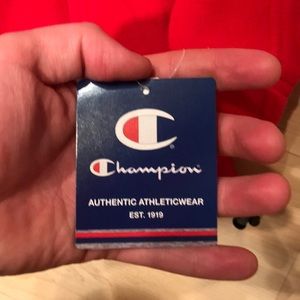 Champion
AUTHENTIC ATHLETICWEAR
EST. 1919